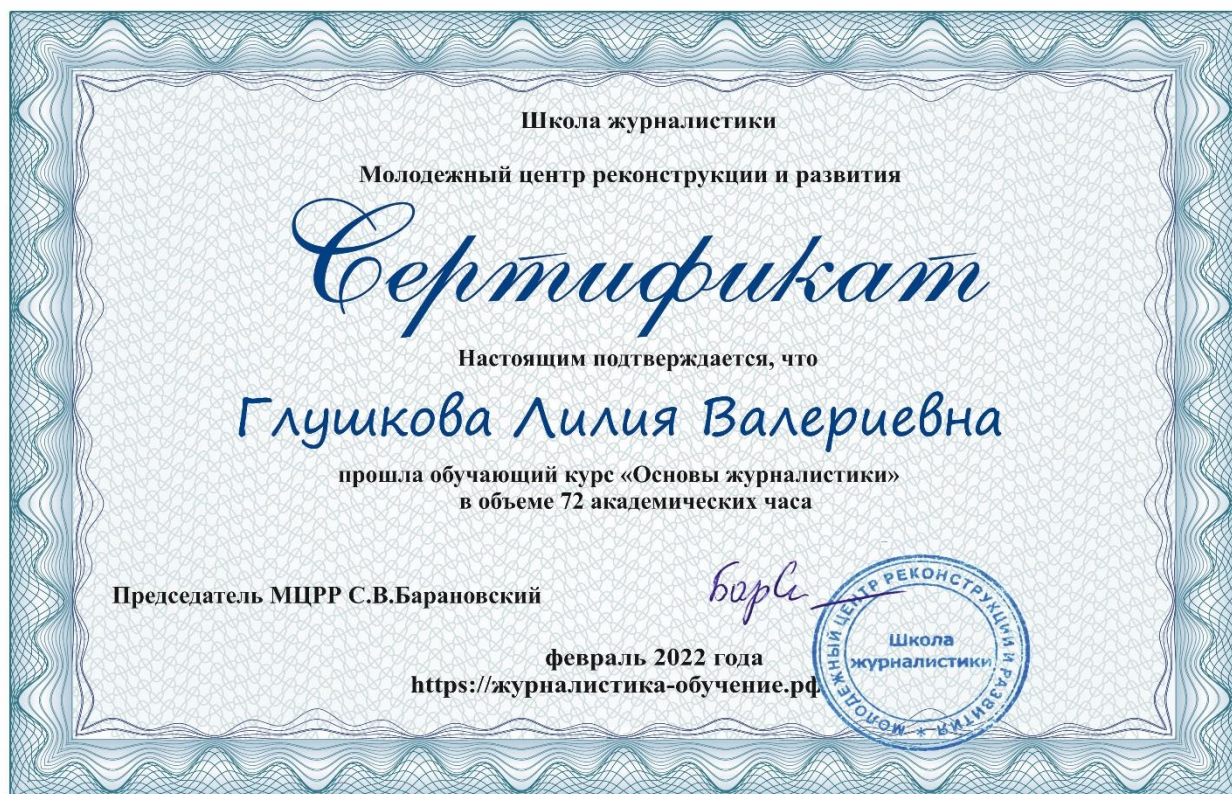 Школа журналистики
Молодежный центр реконструкции и развития
Сертификат
Настоящим подтверждается, что
Глушкова Лилия Валериевна
прошла обучающий курс «Основы журналистики»
в объеме 72 академических часа
Председатель МЦРР С.В.Барановский
МОЛОДЕЖНЫЙ ЦЕНТР РЕКОНСТРУКЦИИ И РАЗВИТИЯ *
Школа
журналистики
февраль 2022 года
https://журналистика-обучение.рф